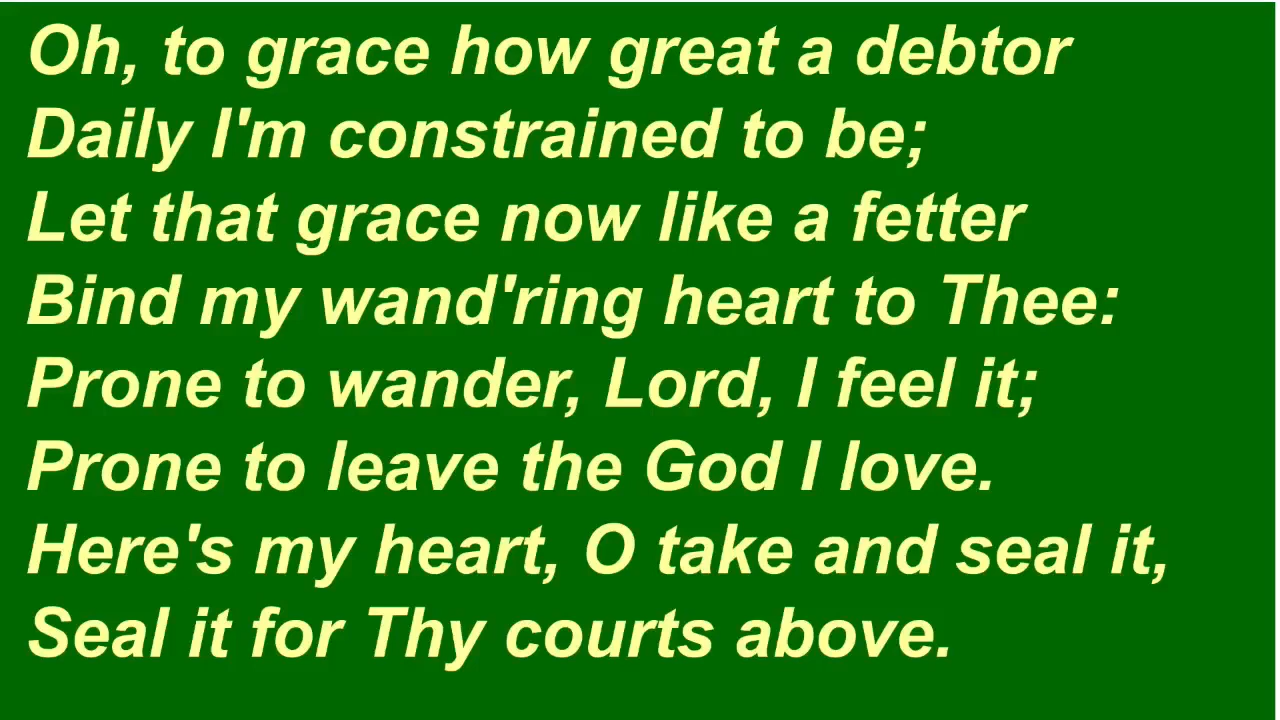 Oh, to grace how great a debtor
Daily I'm constrained to be;
Let that grace now like a fetter
Bind my wand'ring heart to Thee:
Prone to wander, Lord, I feel it;
Prone to leave the God I love.
Here's my heart, O take and seal it,
Seal it for Thy courts above.